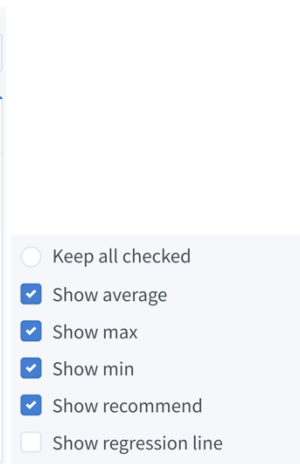 Keep all checked
Show average
Show max
Show min
Show recommend
Show regression line